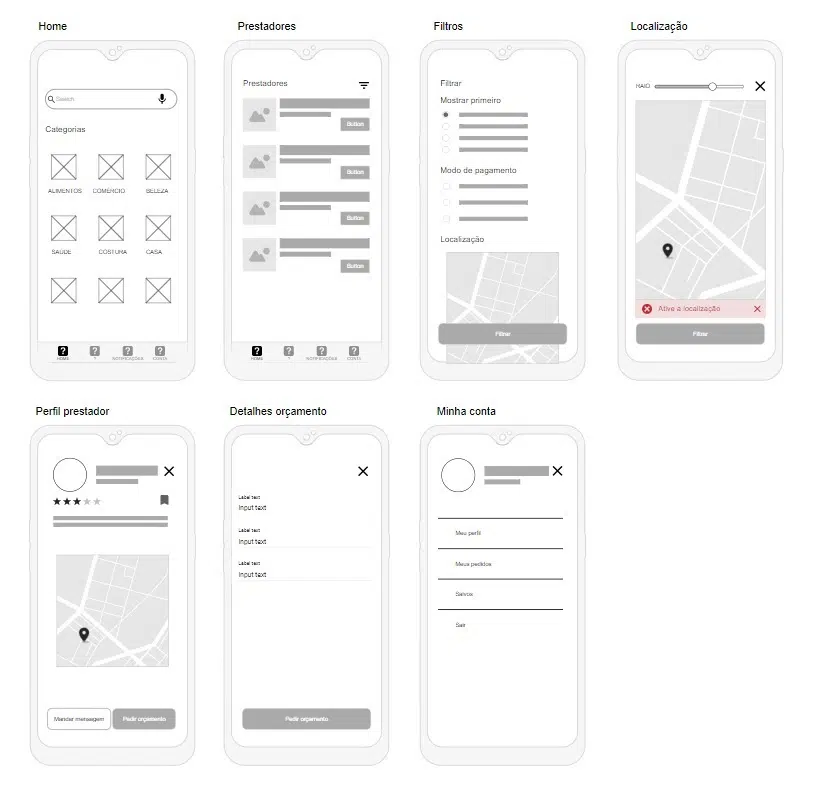 Home
Search
Categorias
ALIMENTOS COMÉRCIO BELEZA
SAÚDE COSTURA CASA
? ? ? ?
HOME ? NOTIFICAÇÕES CONTA
Prestadores
Prestadores
Button
Button
Button
Button
? ? ? ?
HOME ? NOTIFICAÇÕES CONTA
Filtros
Filtrar
Mostrar primeiro
Modo de pagamento
Localização
Filtrar
Localização
RAIO
Ative a localização
Filtrar
Perfil prestador
Mandar mensagem Pedir orçamento
Detalhes orçamento
Label text
Input text
Label text
Input text
Label text
Input text
Pedir orçamento
Minha conta
Meu perfil
Meus pedidos
Salvos
Sair